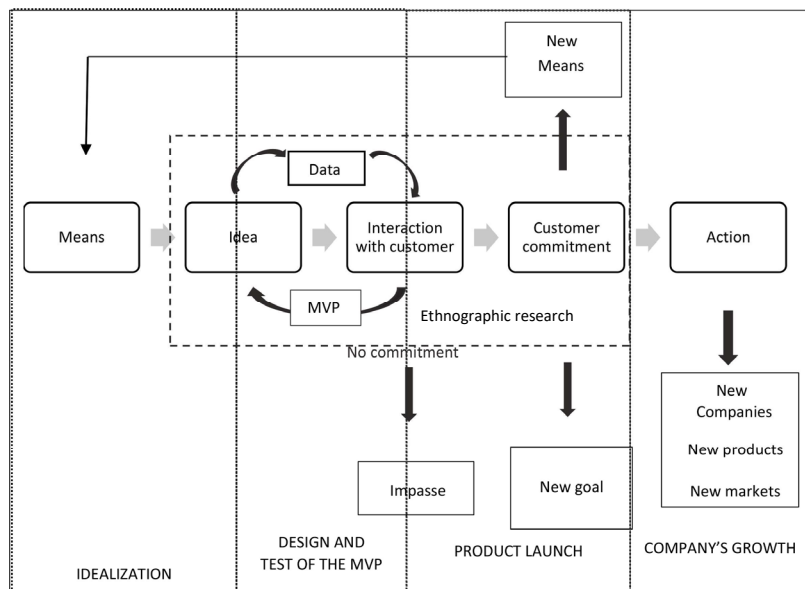 New
Means
Data
Means
Idea
Interaction
with customer
Customer
commitment
Action
MVP
Ethnographic research
No commitment
New
Companies
New products
New markets
Impasse
New goal
IDEALIZATION
DESIGN AND
TEST OF THE MVP
PRODUCT LAUNCH
COMPANY'S GROWTH